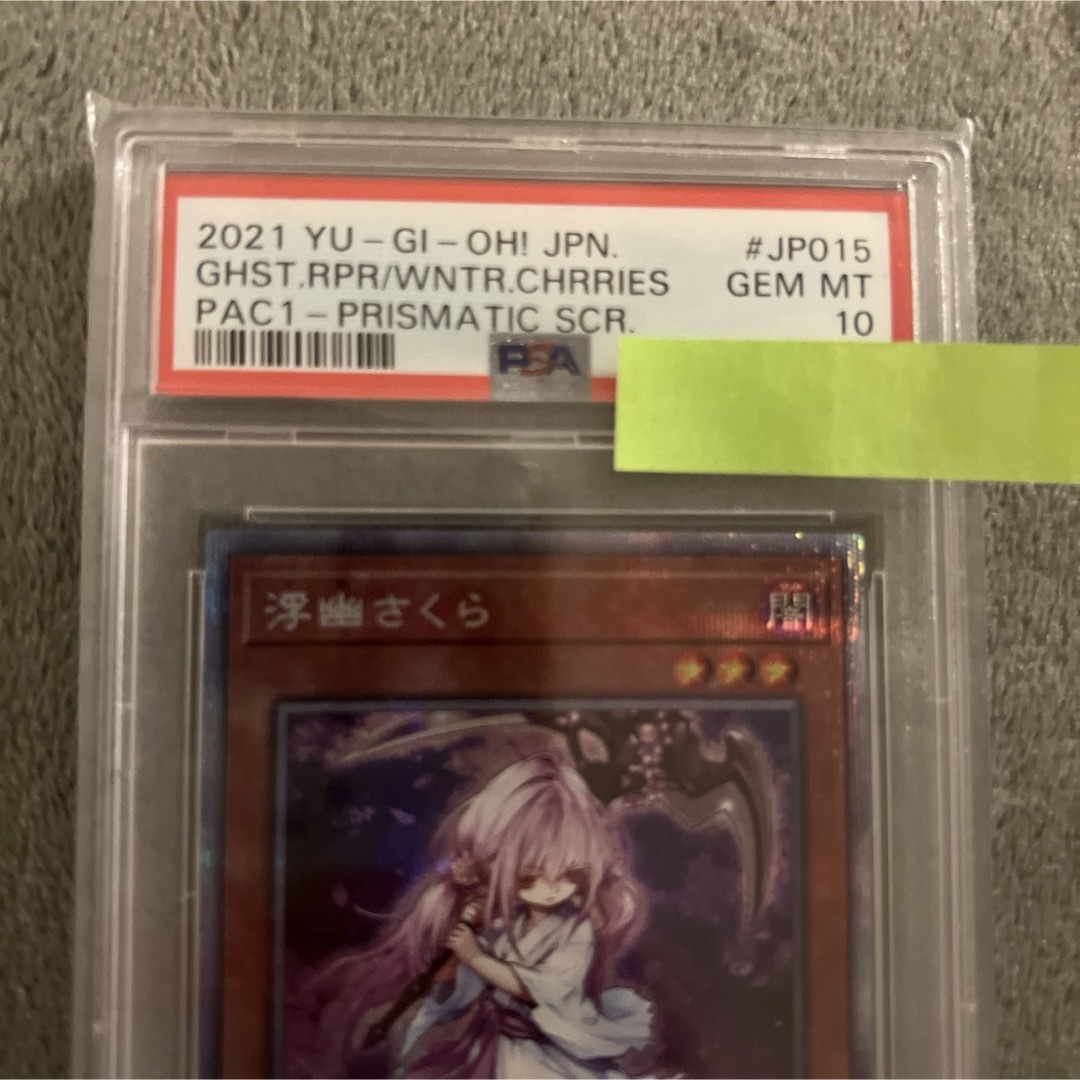 2021 YU-GI-OH! JPN. #JP015
GHST.RPR/WNTR.CHRRIES GEM MT
PAC1-PRISMATIC SCR. 10
PSA
浮幽さくら 闇